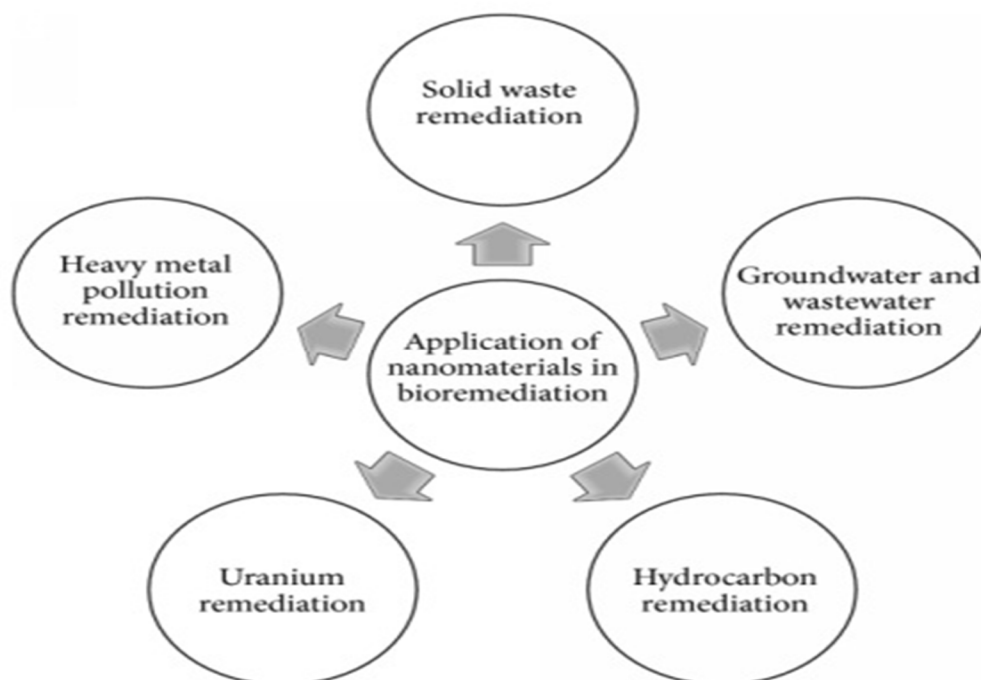 Solid waste
remediation
Heavy metal
pollution
remediation
Groundwater and
wastewater
remediation
Application of
nanomaterials in
bioremediation
Uranium
remediation
Hydrocarbon
remediation